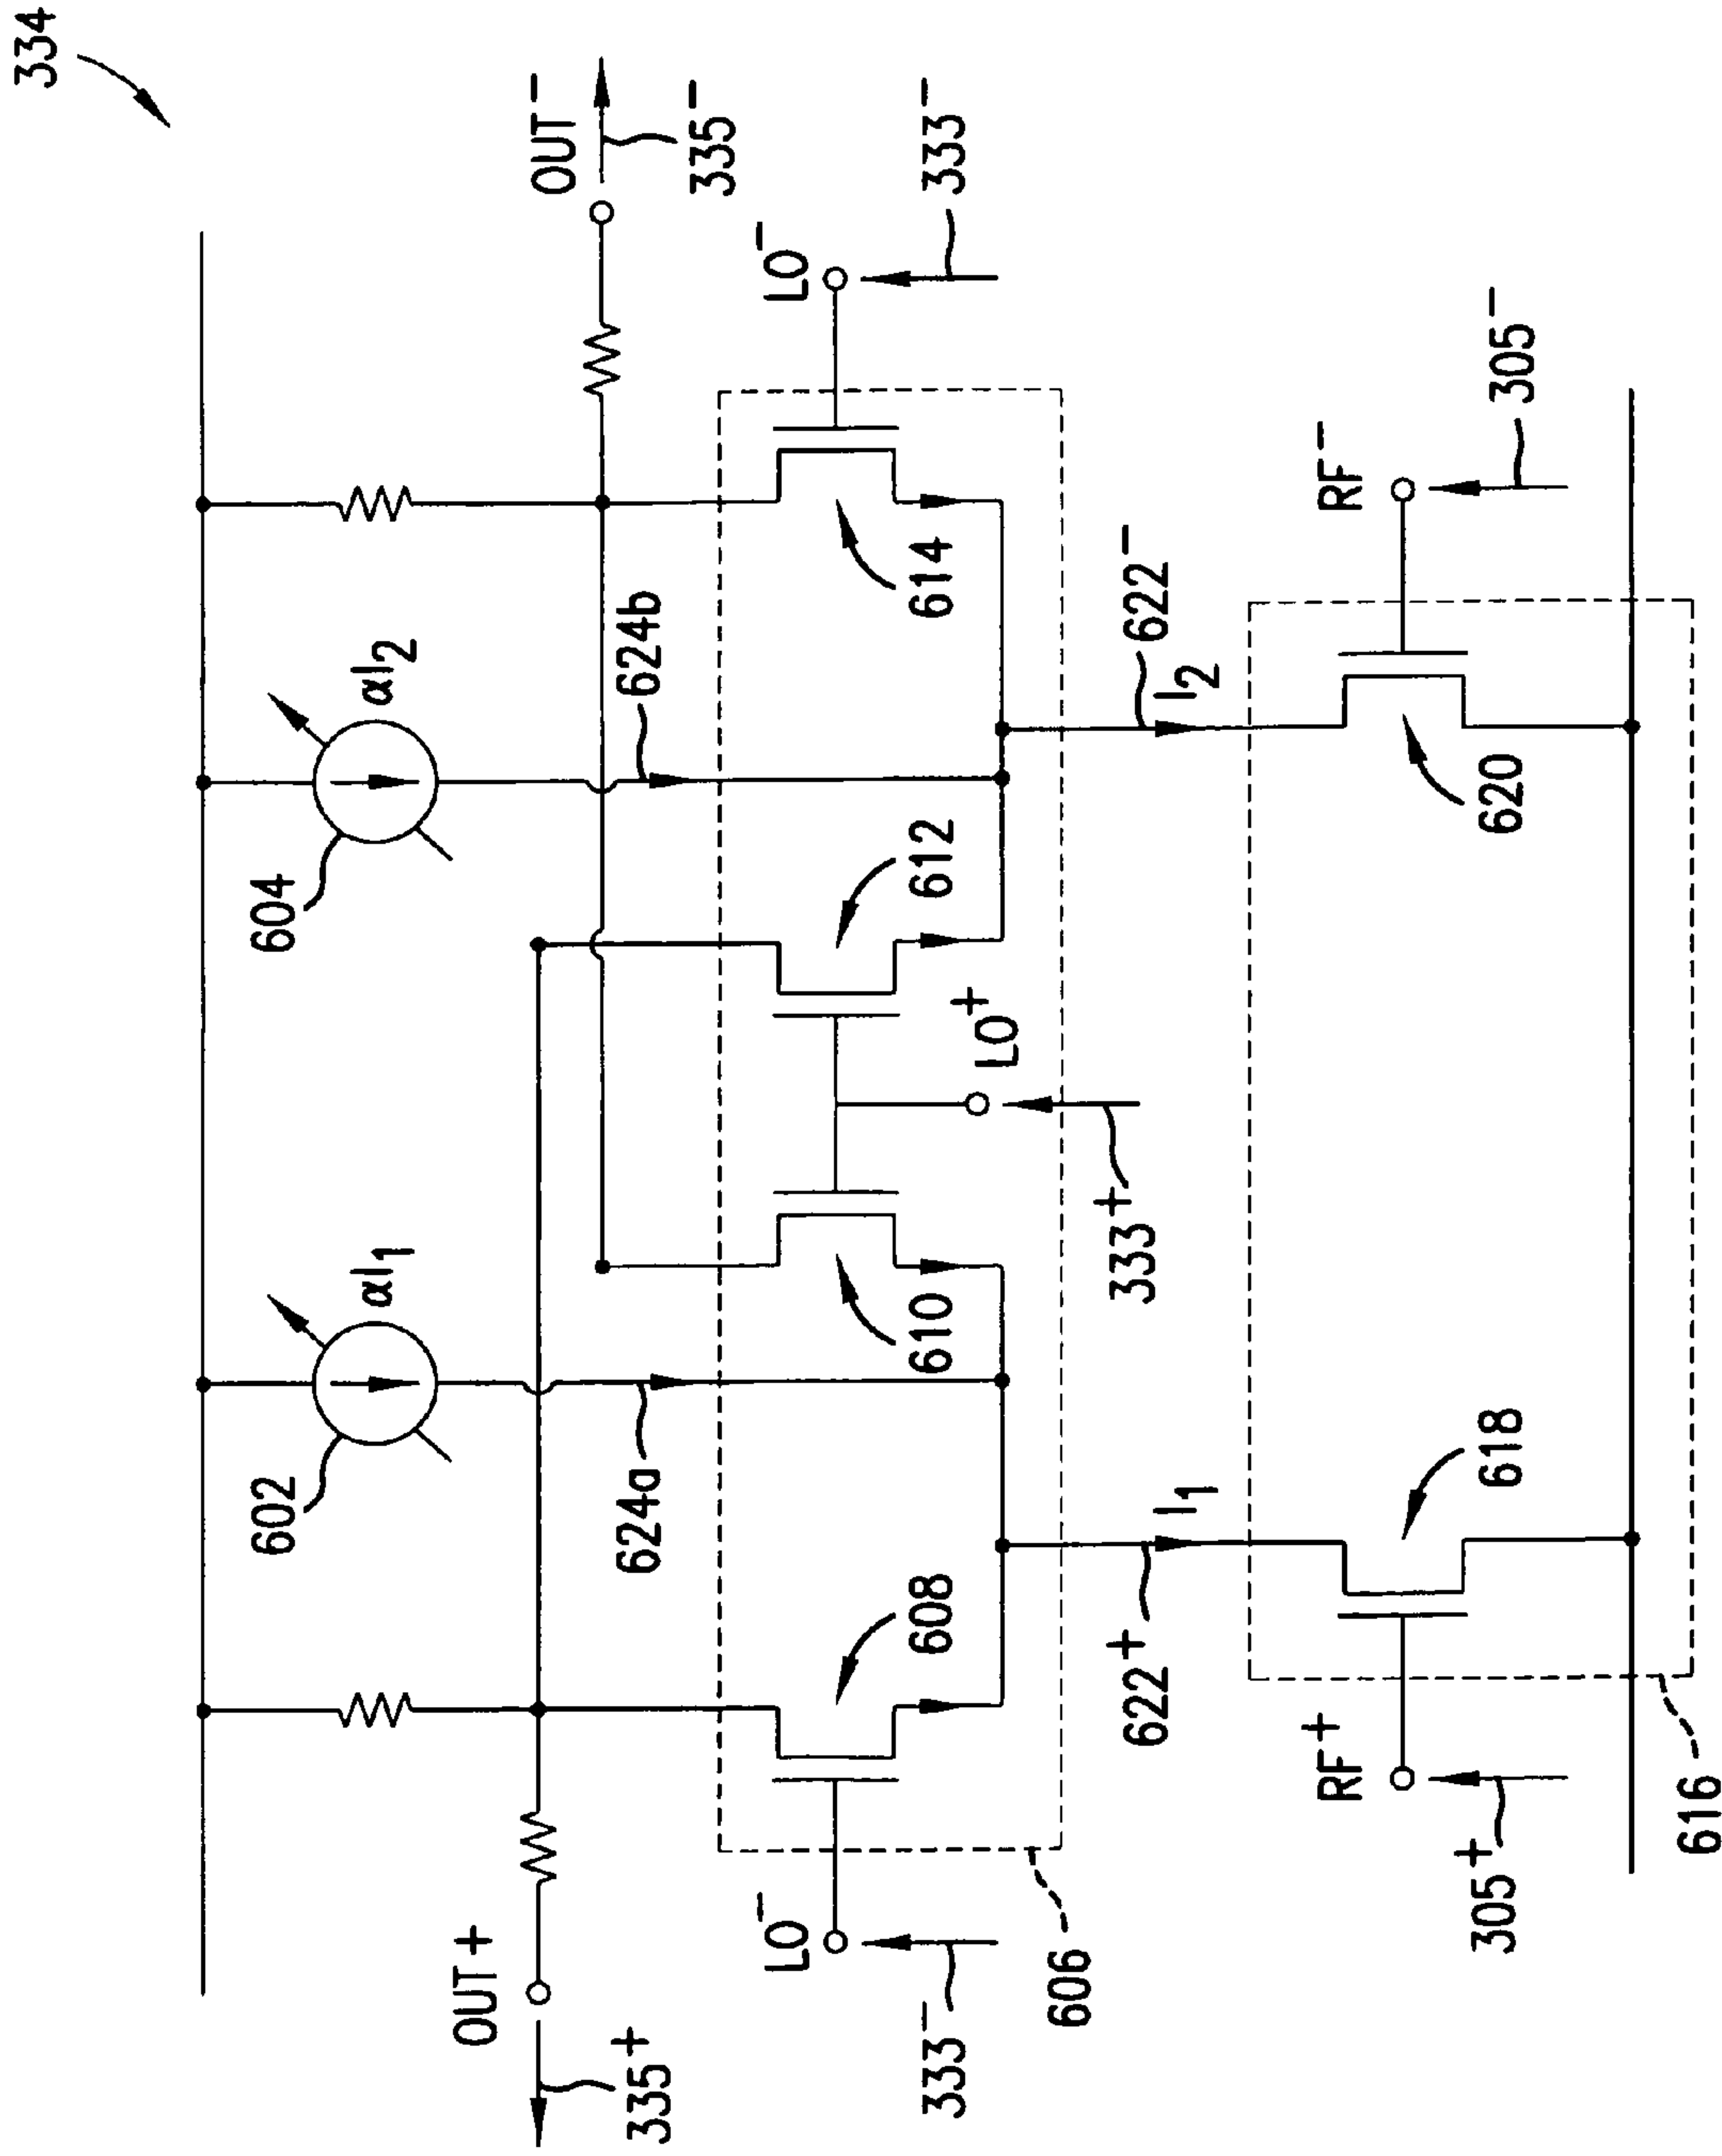 334
602
αI1
604
αI2
OUT+
335+
OUT−
335−
624a
624b
LO−
333−
608
610
612
614
LO−
333−
LO+
333+
606
622+
I1
622−
I2
RF+
305+
618
620
RF−
305−
616